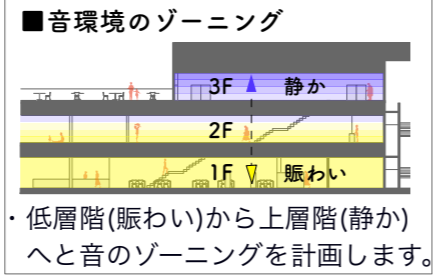 ■音環境のゾーニング
3F 静か
2F
1F 賑わい
・低層階(賑わい)から上層階(静か)
へと音のゾーニングを計画します。